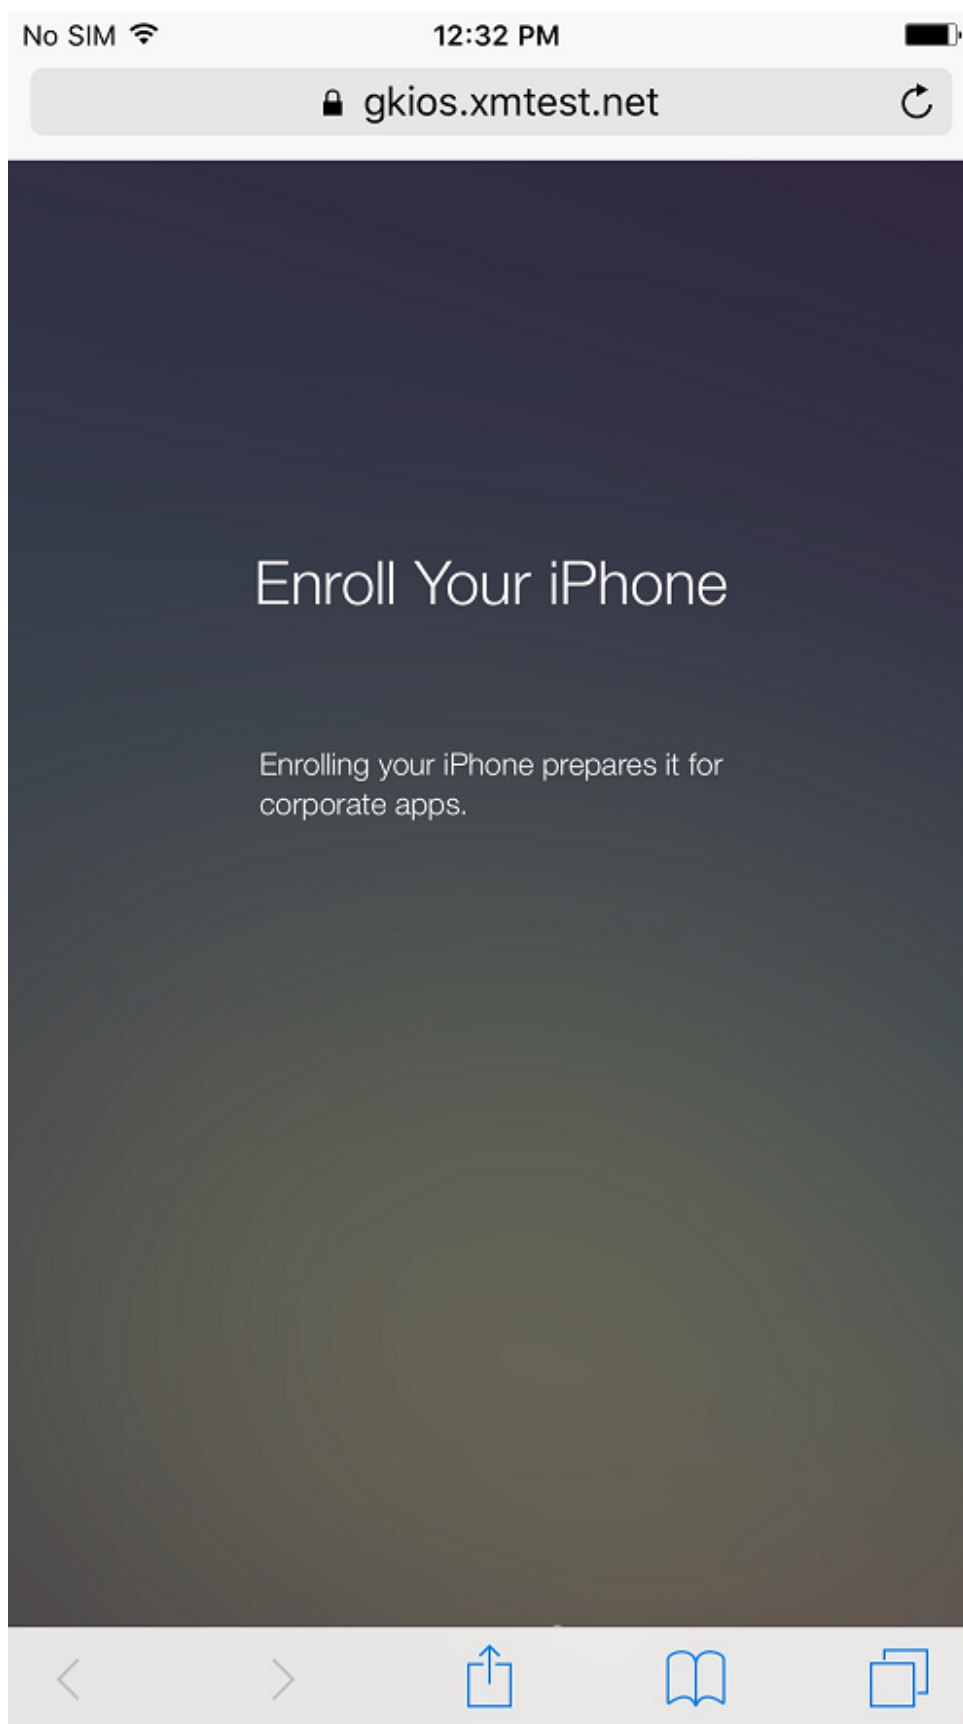 No SIM
12:32 PM
gkios.xmtest.net
Enroll Your iPhone
Enrolling your iPhone prepares it for
corporate apps.